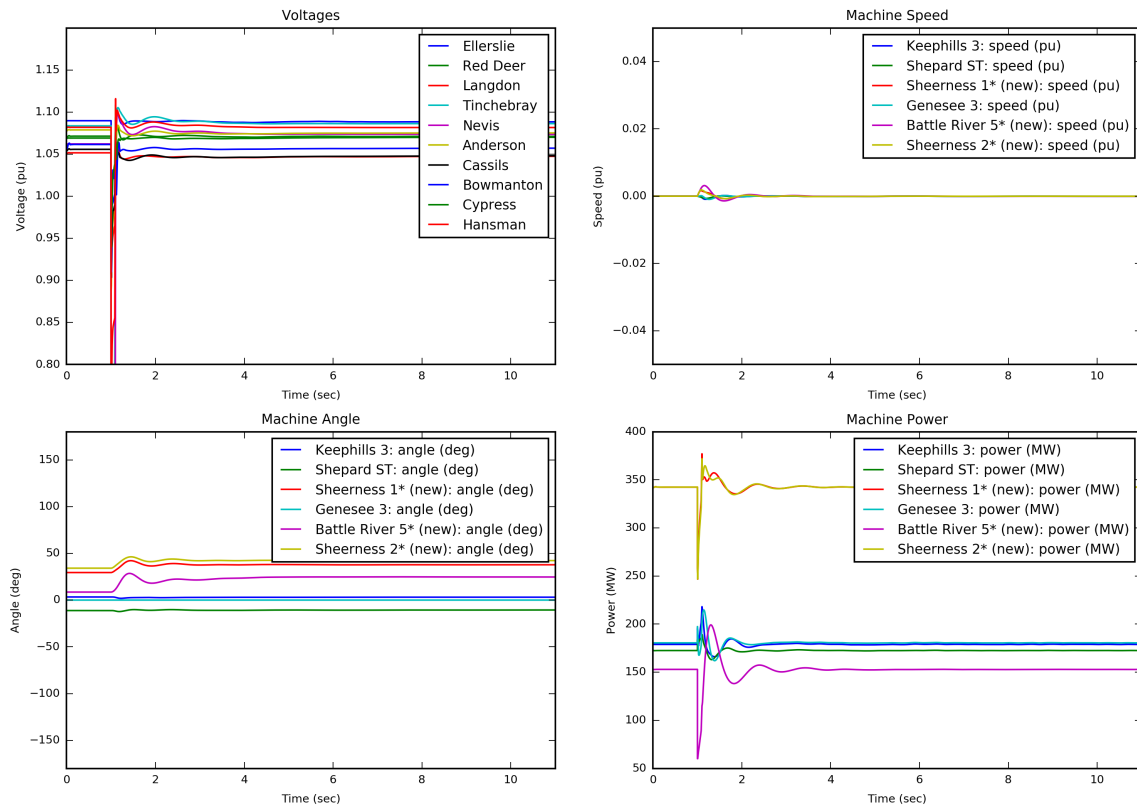 Voltages
1.15
1.10
1.05
1.00
0.95
0.90
0.85
0.80
Voltage (pu)
0
2
4
6
8
10
Time (sec)
Ellerslie
Red Deer
Langdon
Tinchebray
Nevis
Anderson
Cassils
Bowmanton
Cypress
Hansman
Machine Speed
0.04
0.02
0.00
−0.02
−0.04
Speed (pu)
0
2
4
6
8
10
Time (sec)
Keephills 3: speed (pu)
Shepard ST: speed (pu)
Sheerness 1* (new): speed (pu)
Genesee 3: speed (pu)
Battle River 5* (new): speed (pu)
Sheerness 2* (new): speed (pu)
Machine Angle
150
100
50
0
−50
−100
−150
Angle (deg)
0
2
4
6
8
10
Time (sec)
Keephills 3: angle (deg)
Shepard ST: angle (deg)
Sheerness 1* (new): angle (deg)
Genesee 3: angle (deg)
Battle River 5* (new): angle (deg)
Sheerness 2* (new): angle (deg)
Machine Power
400
350
300
250
200
150
100
50
Power (MW)
0
2
4
6
8
10
Time (sec)
Keephills 3: power (MW)
Shepard ST: power (MW)
Sheerness 1* (new): power (MW)
Genesee 3: power (MW)
Battle River 5* (new): power (MW)
Sheerness 2* (new): power (MW)